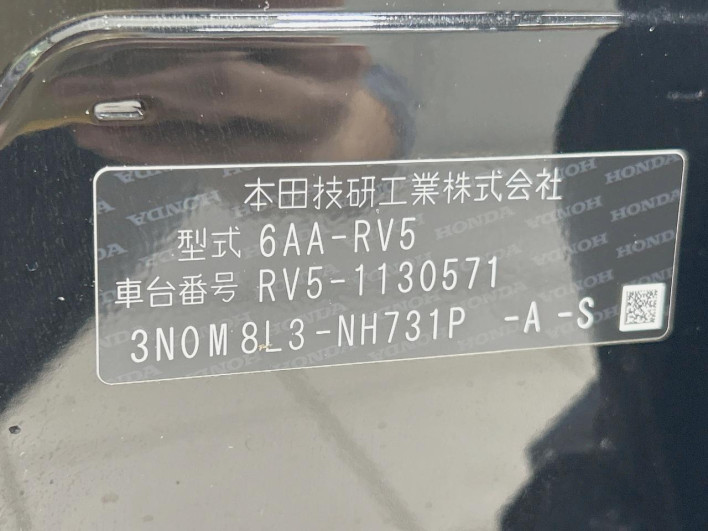 本田技研工業株式会社
型式 6AA-RV5
車台番号 RV5-1130571
3N0M8L3-NH731P -A -S